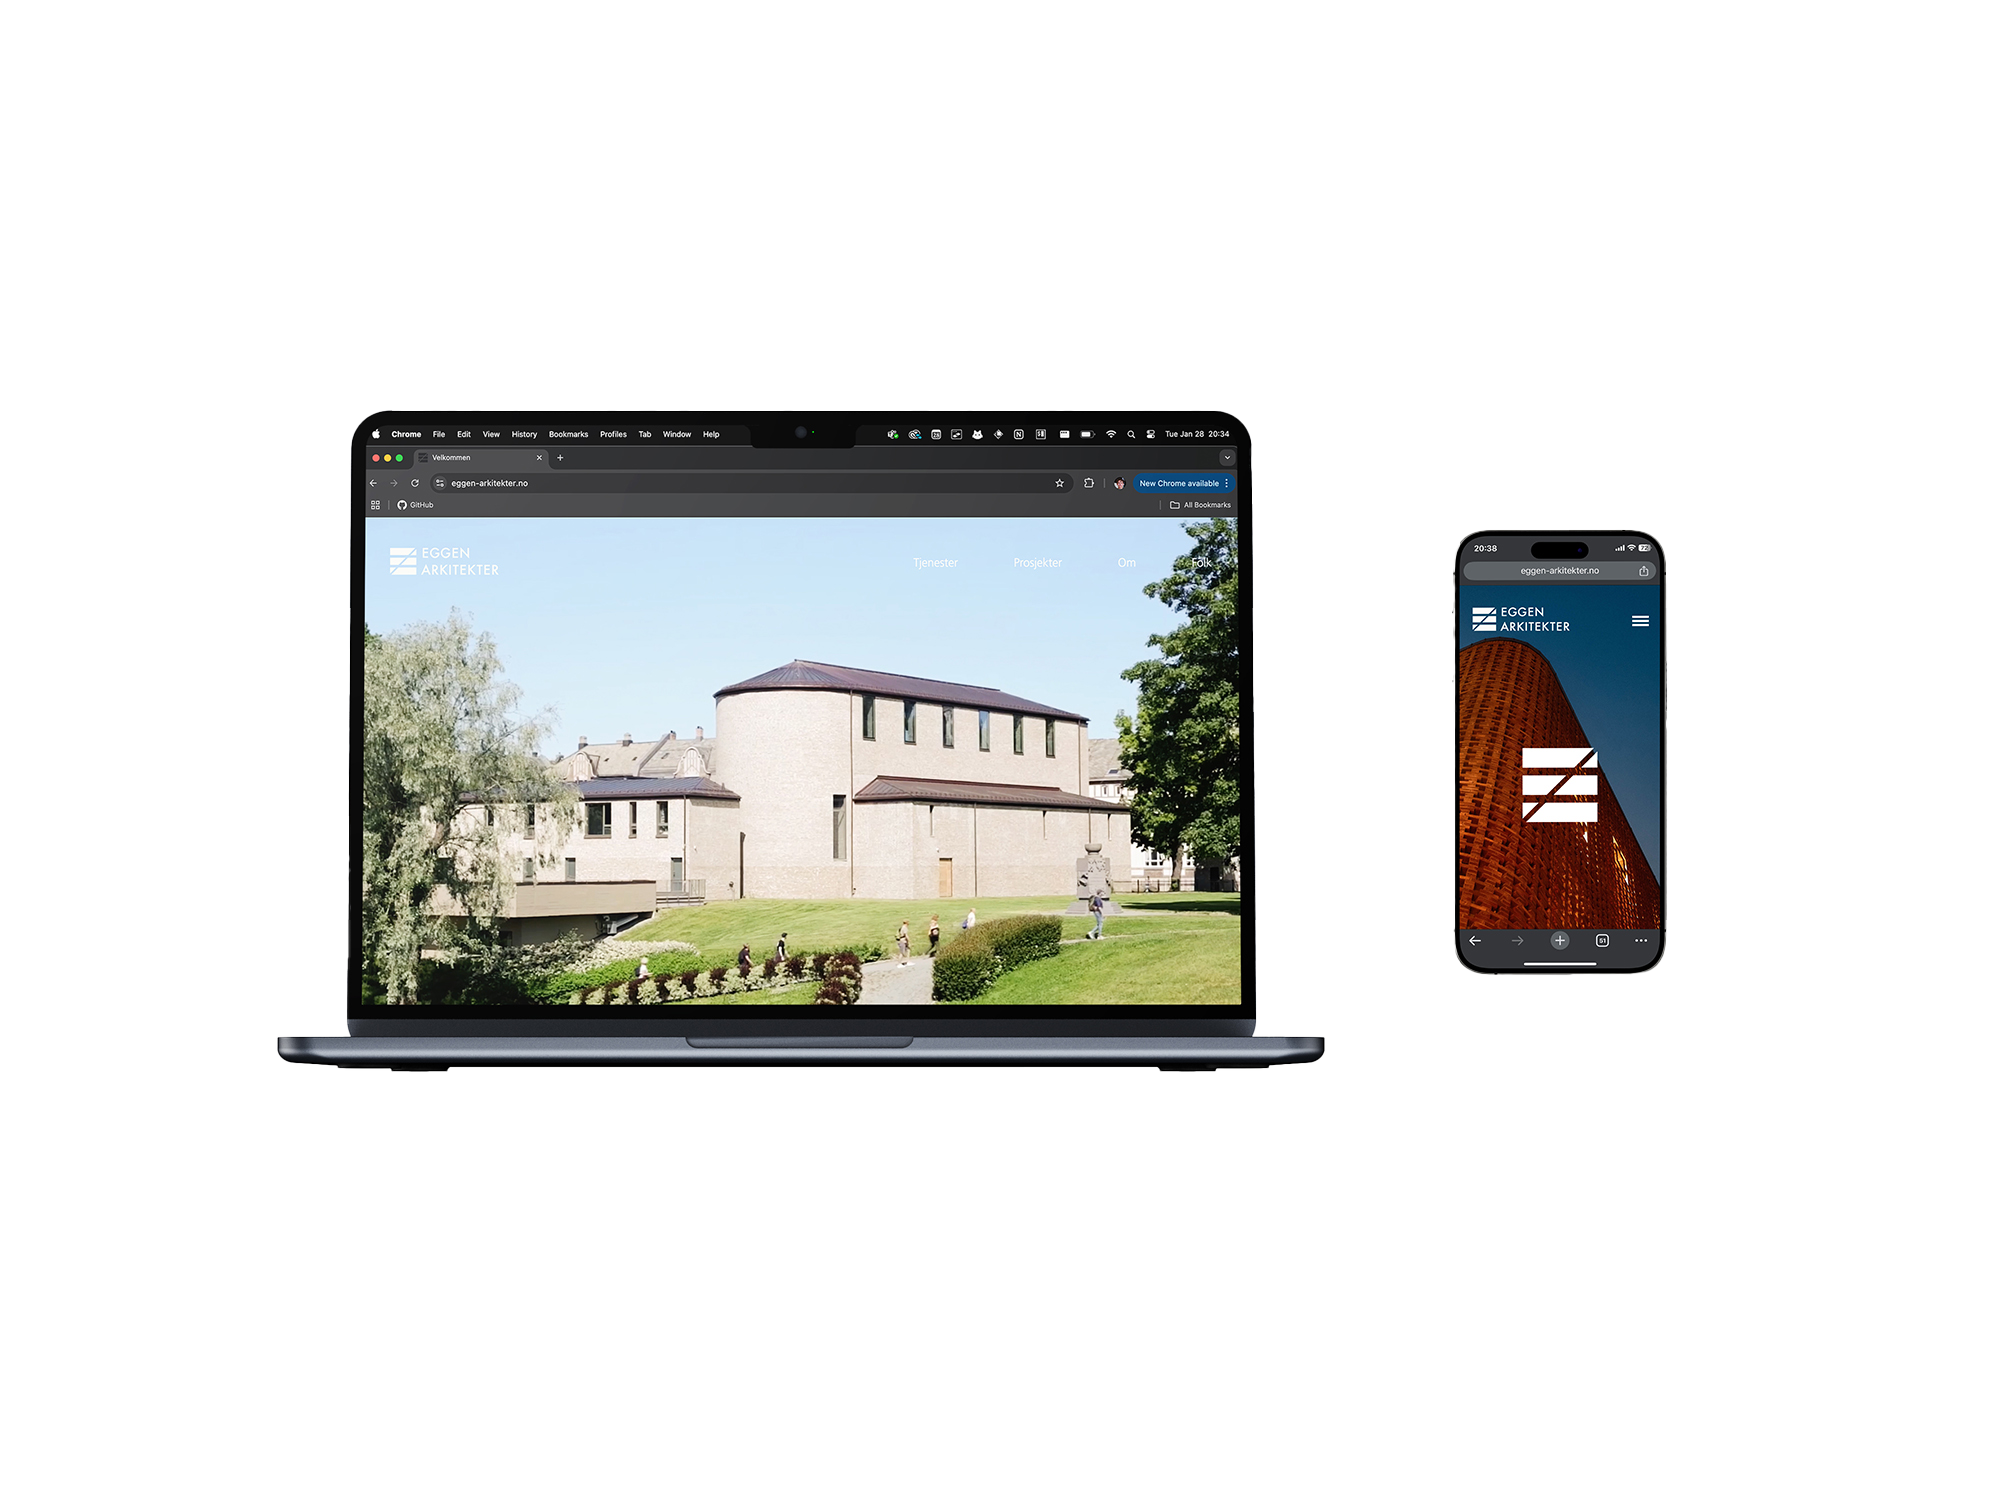 Chrome File Edit View History Bookmarks Profiles Tab Window Help Tue Jan 28 20:34
Velkommen
eggen-arkitekter.no New Chrome available
GitHub All Bookmarks
EGGEN
ARKITEKTER
Tjenester Prosjekter Om Folk
20:38 72
eggen-arkitekter.no
EGGEN
ARKITEKTER
51